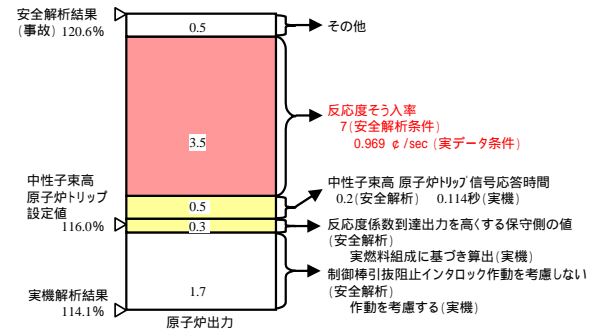 安全解析結果
(事故) 120.6%
0.5
その他
反応度そう入率
7(安全解析条件)
0.969 ¢/sec (実データ条件)
3.5
中性子束高
原子炉トリップ
設定値
116.0%
中性子束高 原子炉トリップ信号応答時間
0.2(安全解析) 0.114秒(実機)
0.5
0.3
反応度係数到達出力を高くする保守側の値
(安全解析)
実燃料組成に基づき算出(実機)
制御棒引抜阻止インタロック作動を考慮しない
(安全解析)
作動を考慮する(実機)
1.7
実機解析結果
114.1%
原子炉出力